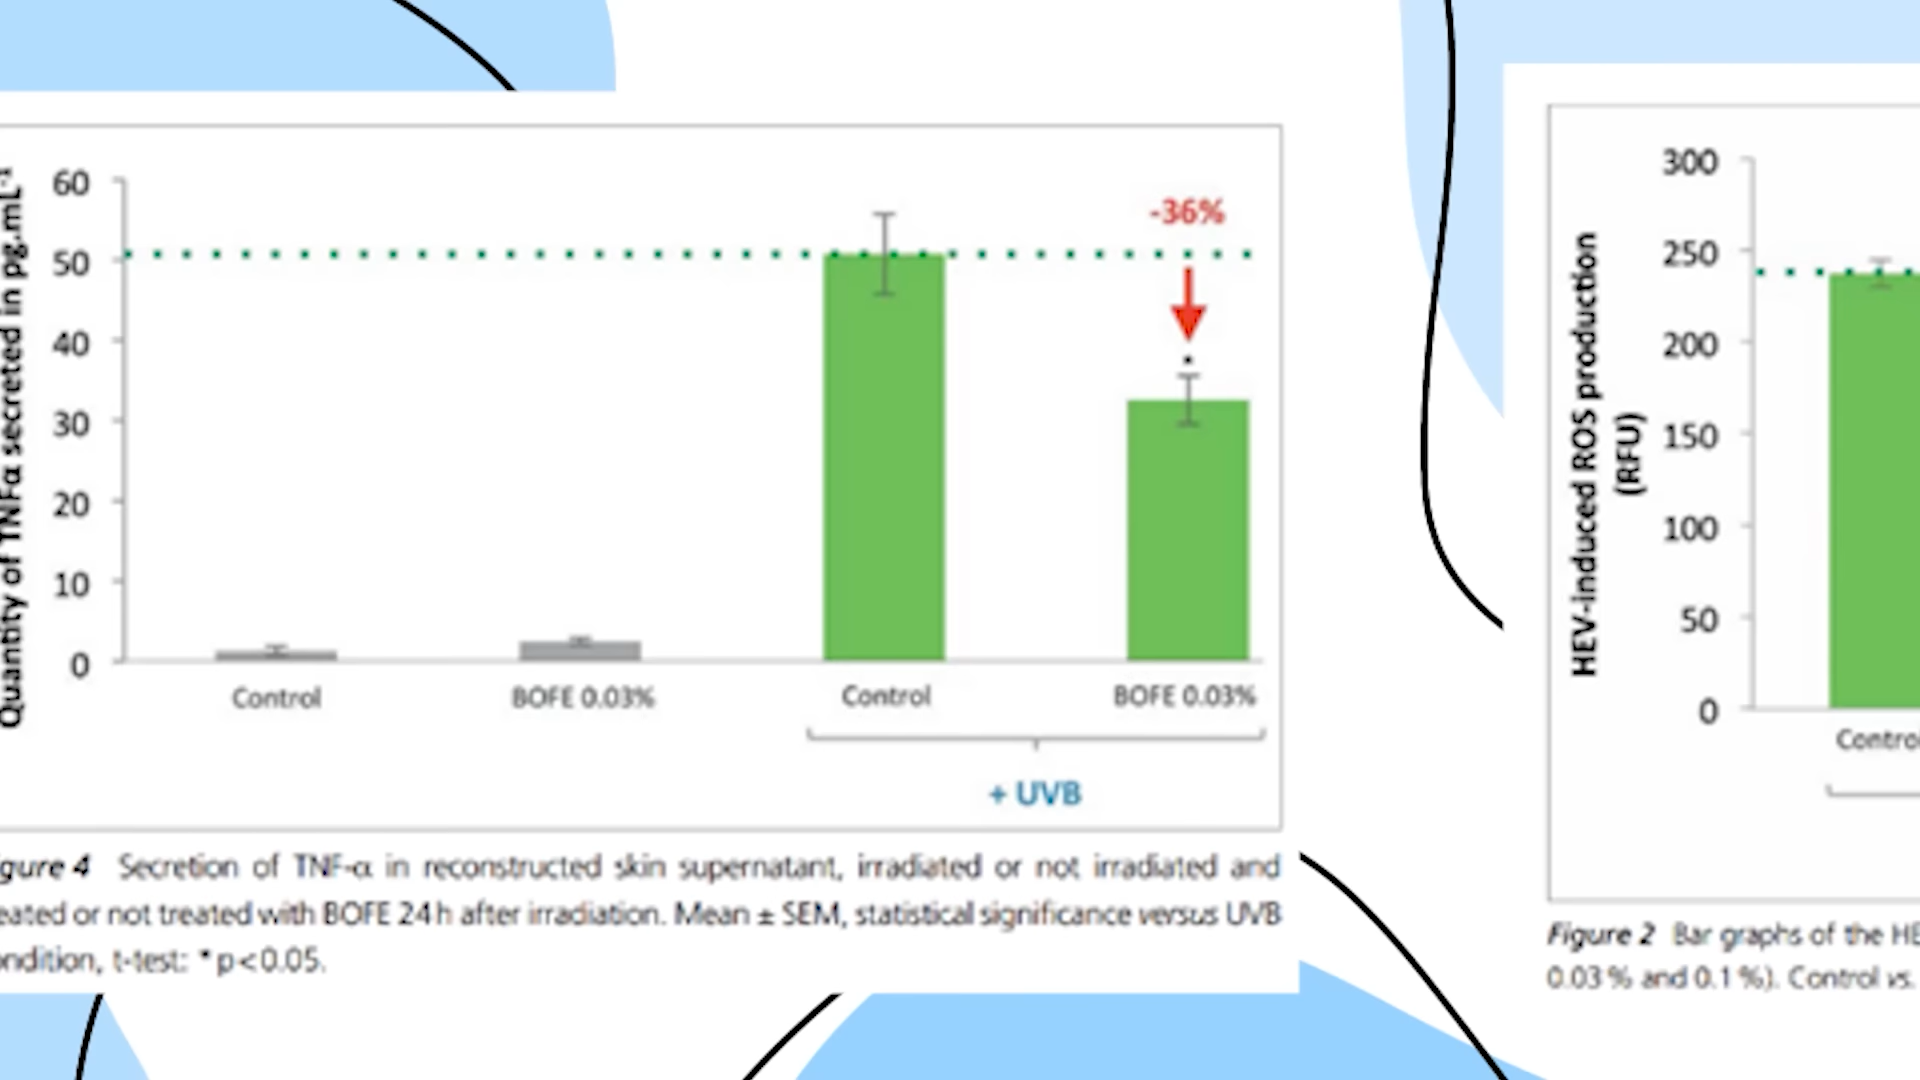 Quantity of TNFα secreted in pg.mL⁻¹
60
50
40
30
20
10
0
-36%
Control
BOFE 0.03%
Control
BOFE 0.03%
+ UVB
gure 4 Secretion of TNF-α in reconstructed skin supernatant, irradiated or not irradiated and
eated or not treated with BOFE 24 h after irradiation. Mean ± SEM, statistical significance versus UVB
ndition, t-test: * p < 0.05.
HEV-induced ROS production
(RFU)
300
250
200
150
100
50
0
Contro
Figure 2 Bar graphs of the HE
0.03 % and 0.1 %). Control vs.